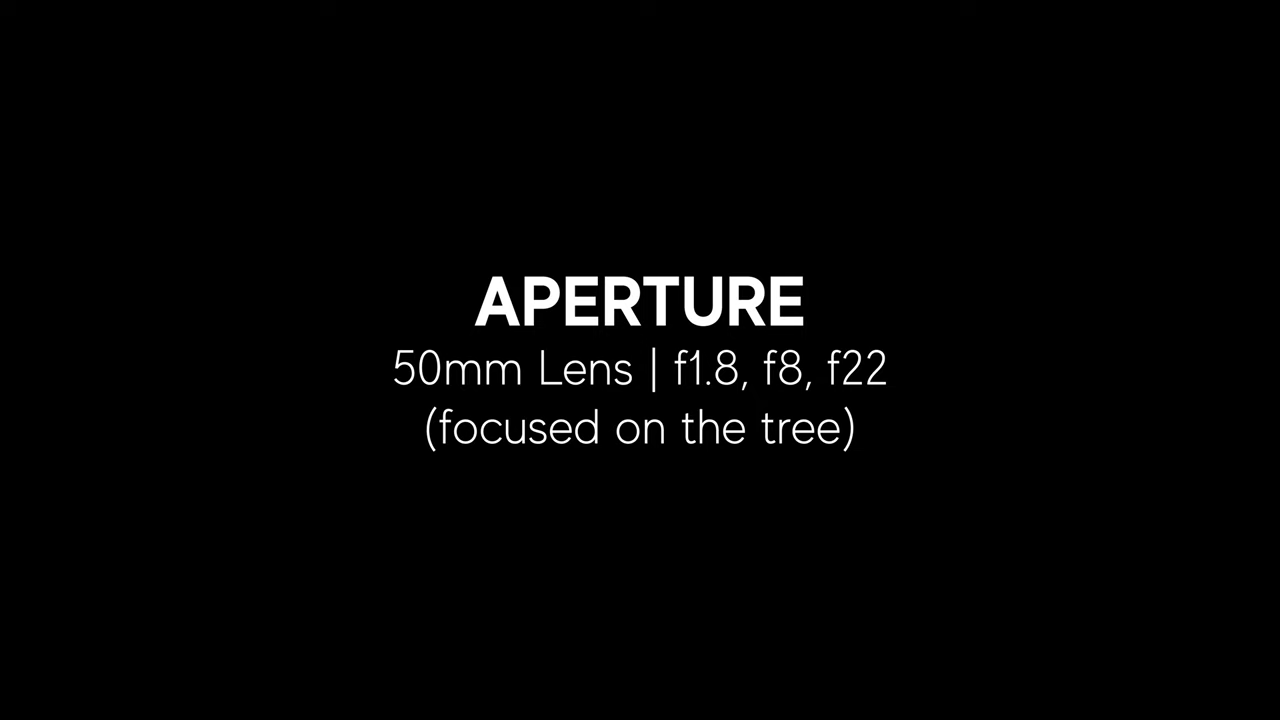 APERTURE
50mm Lens | f1.8, f8, f22
(focused on the tree)